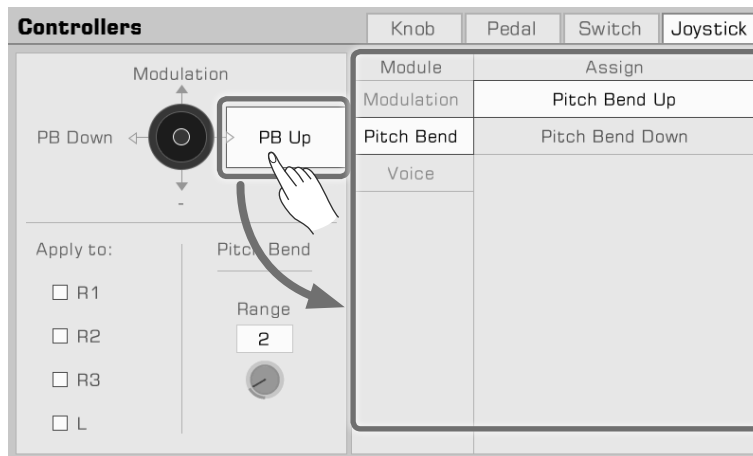 Controllers
Knob
Pedal
Switch
Joystick
Modulation
PB Down
PB Up
-
Apply to:
R1
R2
R3
L
Pitch Bend
Range
2
Module
Assign
Modulation
Pitch Bend Up
Pitch Bend
Pitch Bend Down
Voice